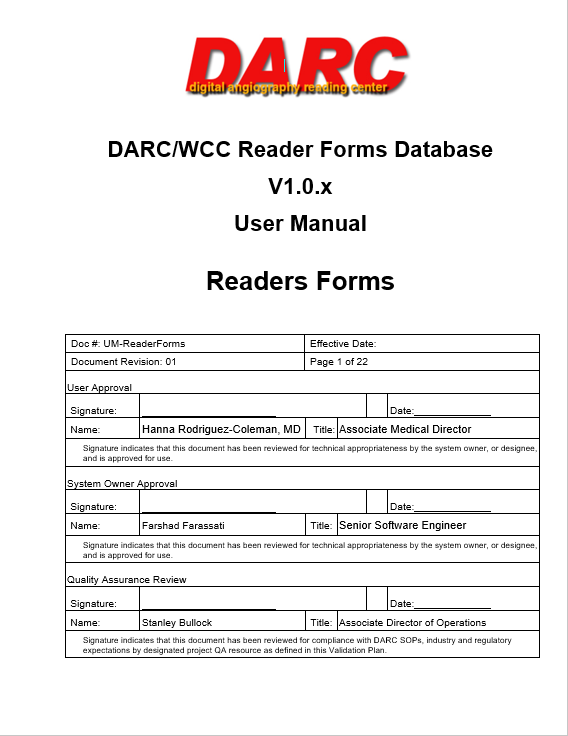 DARC
digital angiography reading center
DARC/WCC Reader Forms Database
V1.0.x
User Manual
Readers Forms
Doc #: UM-ReaderForms Effective Date:
Document Revision: 01 Page 1 of 22
User Approval
Signature: Date:
Name: Hanna Rodriguez-Coleman, MD Title: Associate Medical Director
Signature indicates that this document has been reviewed for technical appropriateness by the system owner, or designee,
and is approved for use.
System Owner Approval
Signature: Date:
Name: Farshad Farassati Title: Senior Software Engineer
Signature indicates that this document has been reviewed for technical appropriateness by the system owner, or designee,
and is approved for use.
Quality Assurance Review
Signature: Date:
Name: Stanley Bullock Title: Associate Director of Operations
Signature indicates that this document has been reviewed for compliance with DARC SOPs, industry and regulatory
expectations by designated project QA resource as defined in this Validation Plan.